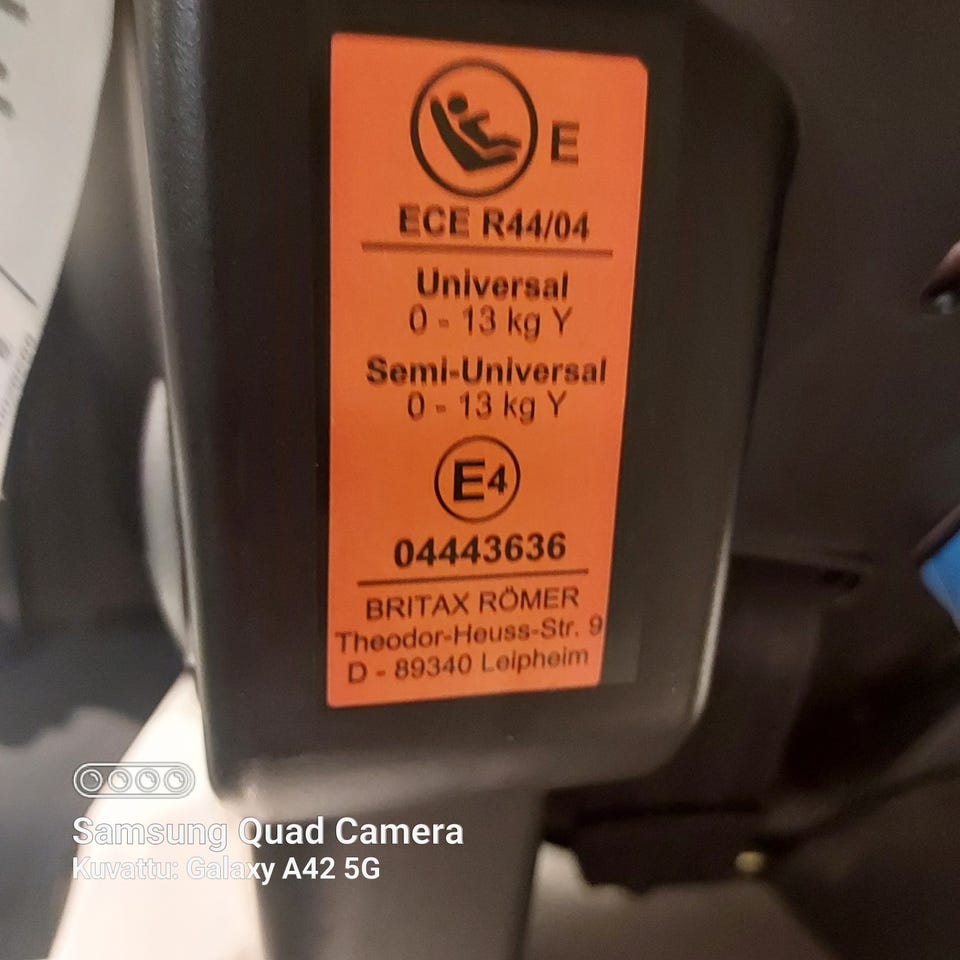 E
ECE R44/04
Universal
0 - 13 kg Y
Semi-Universal
0 - 13 kg Y
E4
04443636
BRITAX RÖMER
Theodor-Heuss-Str. 9
D - 89340 Leipheim
Samsung Quad Camera
Kuvattu: Galaxy A42 5G